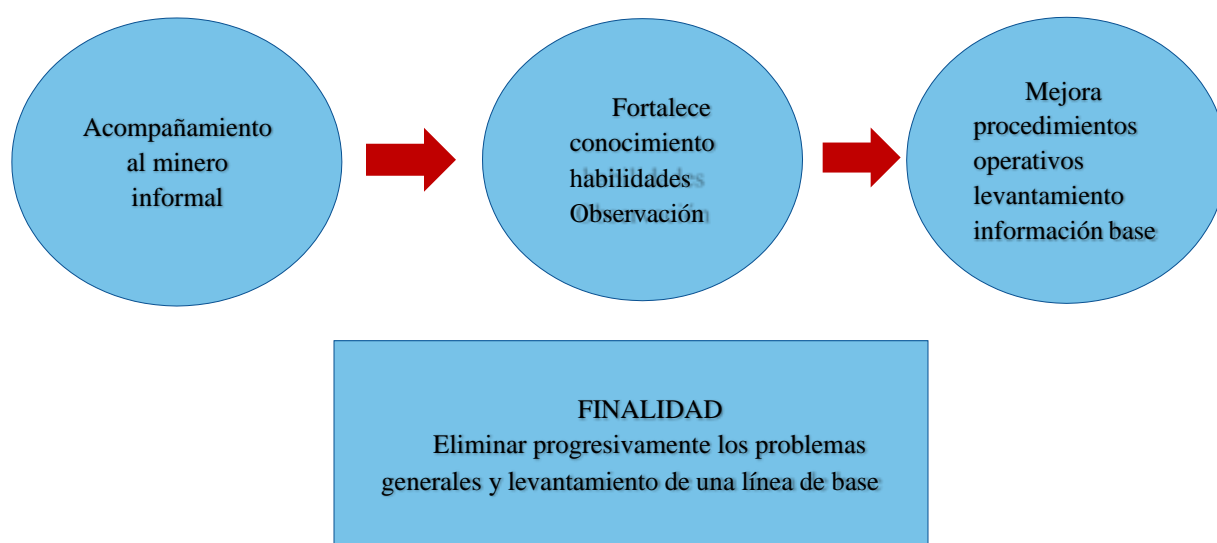 Acompañamiento
al minero
informal
Fortalece
conocimiento
habilidades
Observación
Mejora
procedimientos
operativos
levantamiento
información base
FINALIDAD
Eliminar progresivamente los problemas
generales y levantamiento de una línea de base